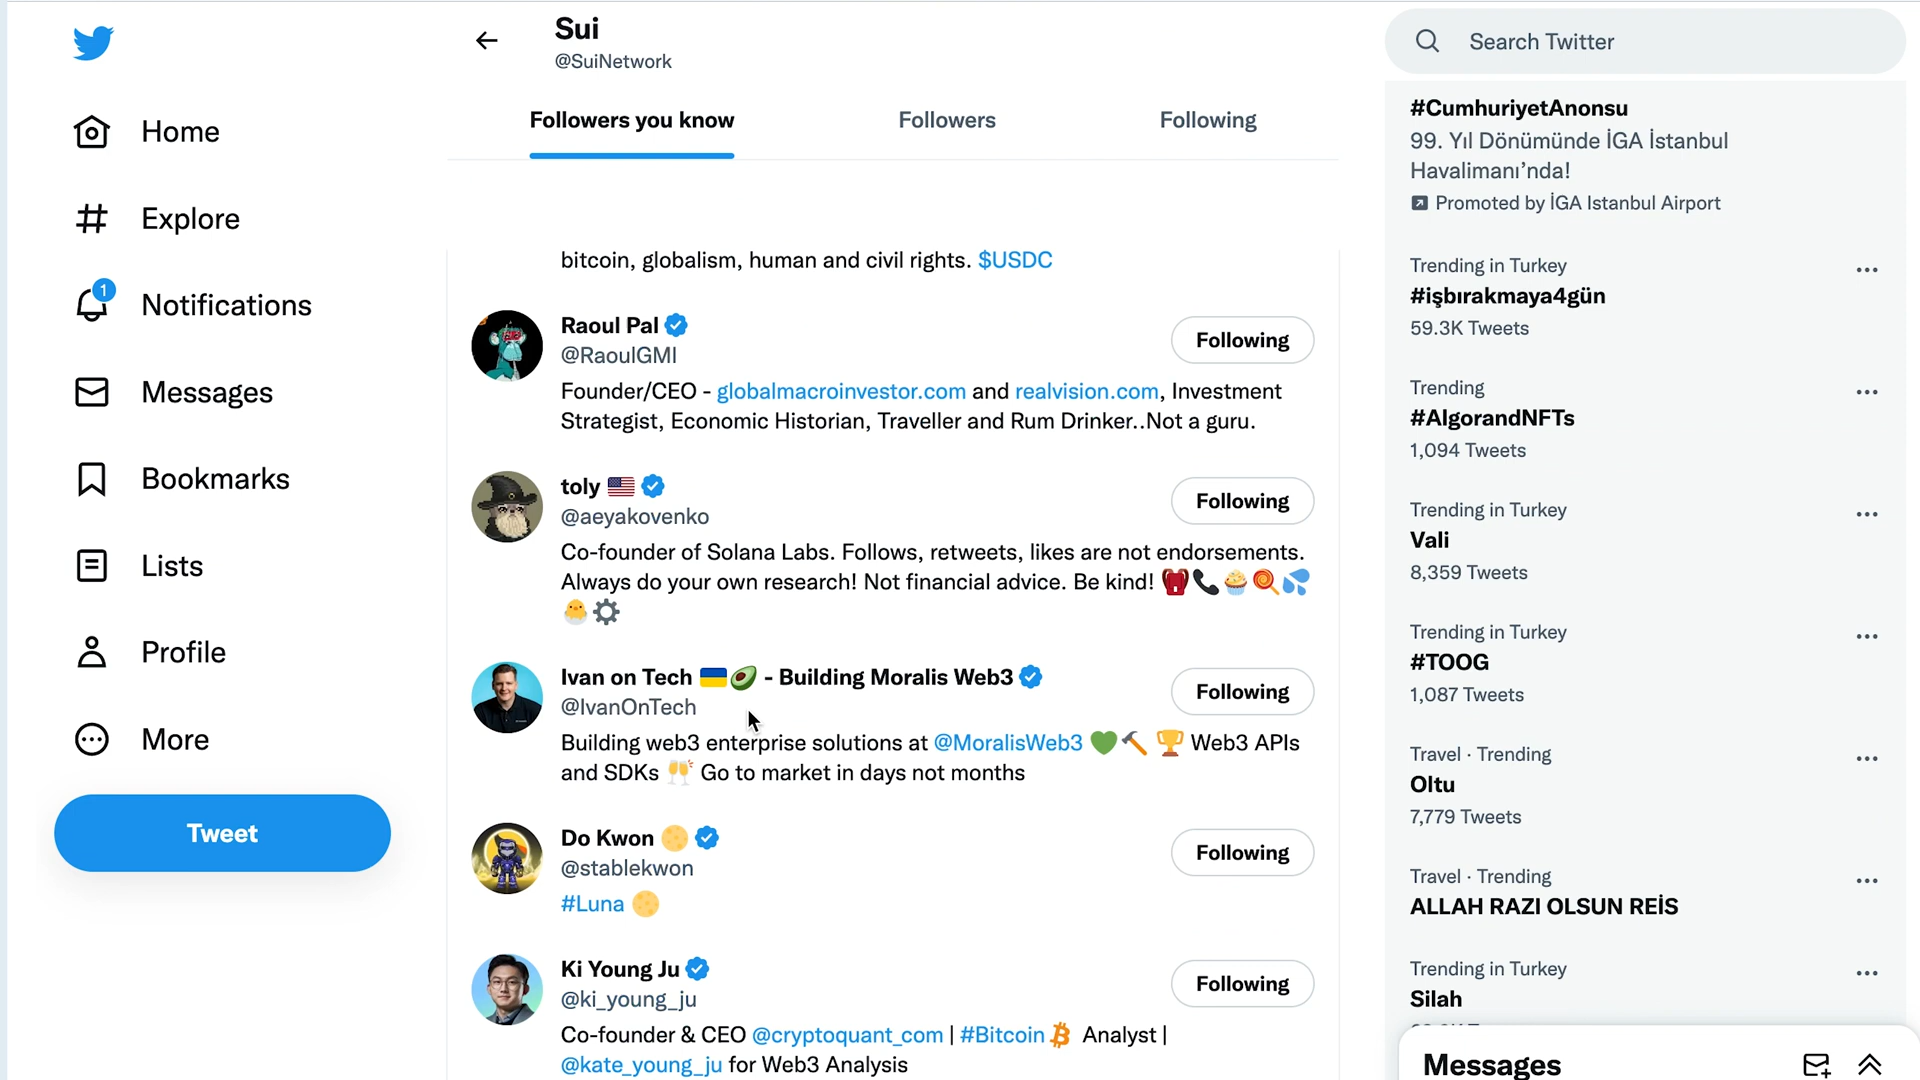 Sui
@SuiNetwork
Followers you know
Followers
Following
Home
Explore
1
Notifications
Messages
Bookmarks
Lists
Profile
More
Tweet
bitcoin, globalism, human and civil rights. $USDC
Raoul Pal
@RaoulGMI
Following
Founder/CEO - globalmacroinvestor.com and realvision.com, Investment
Strategist, Economic Historian, Traveller and Rum Drinker..Not a guru.
toly 🇺🇸
@aeyakovenko
Following
Co-founder of Solana Labs. Follows, retweets, likes are not endorsements.
Always do your own research! Not financial advice. Be kind! 🎒📞🧁🍭💦
🐣⚙️
Ivan on Tech 🇺🇦🥑 - Building Moralis Web3
@IvanOnTech
Following
Building web3 enterprise solutions at @MoralisWeb3 💚🔨 🏆 Web3 APIs
and SDKs 🥂 Go to market in days not months
Do Kwon 🌕
@stablekwon
Following
#Luna 🌕
Ki Young Ju
@ki_young_ju
Following
Co-founder & CEO @cryptoquant_com | #Bitcoin Analyst |
@kate_young_ju for Web3 Analysis
Search Twitter
#CumhuriyetAnonsu
99. Yıl Dönümünde İGA İstanbul
Havalimanı’nda!
Promoted by İGA Istanbul Airport
Trending in Turkey
#işbırakmaya4gün
59.3K Tweets
Trending
#AlgorandNFTs
1,094 Tweets
Trending in Turkey
Vali
8,359 Tweets
Trending in Turkey
#TOOG
1,087 Tweets
Travel · Trending
Oltu
7,779 Tweets
Travel · Trending
ALLAH RAZI OLSUN REİS
Trending in Turkey
Silah
Messages